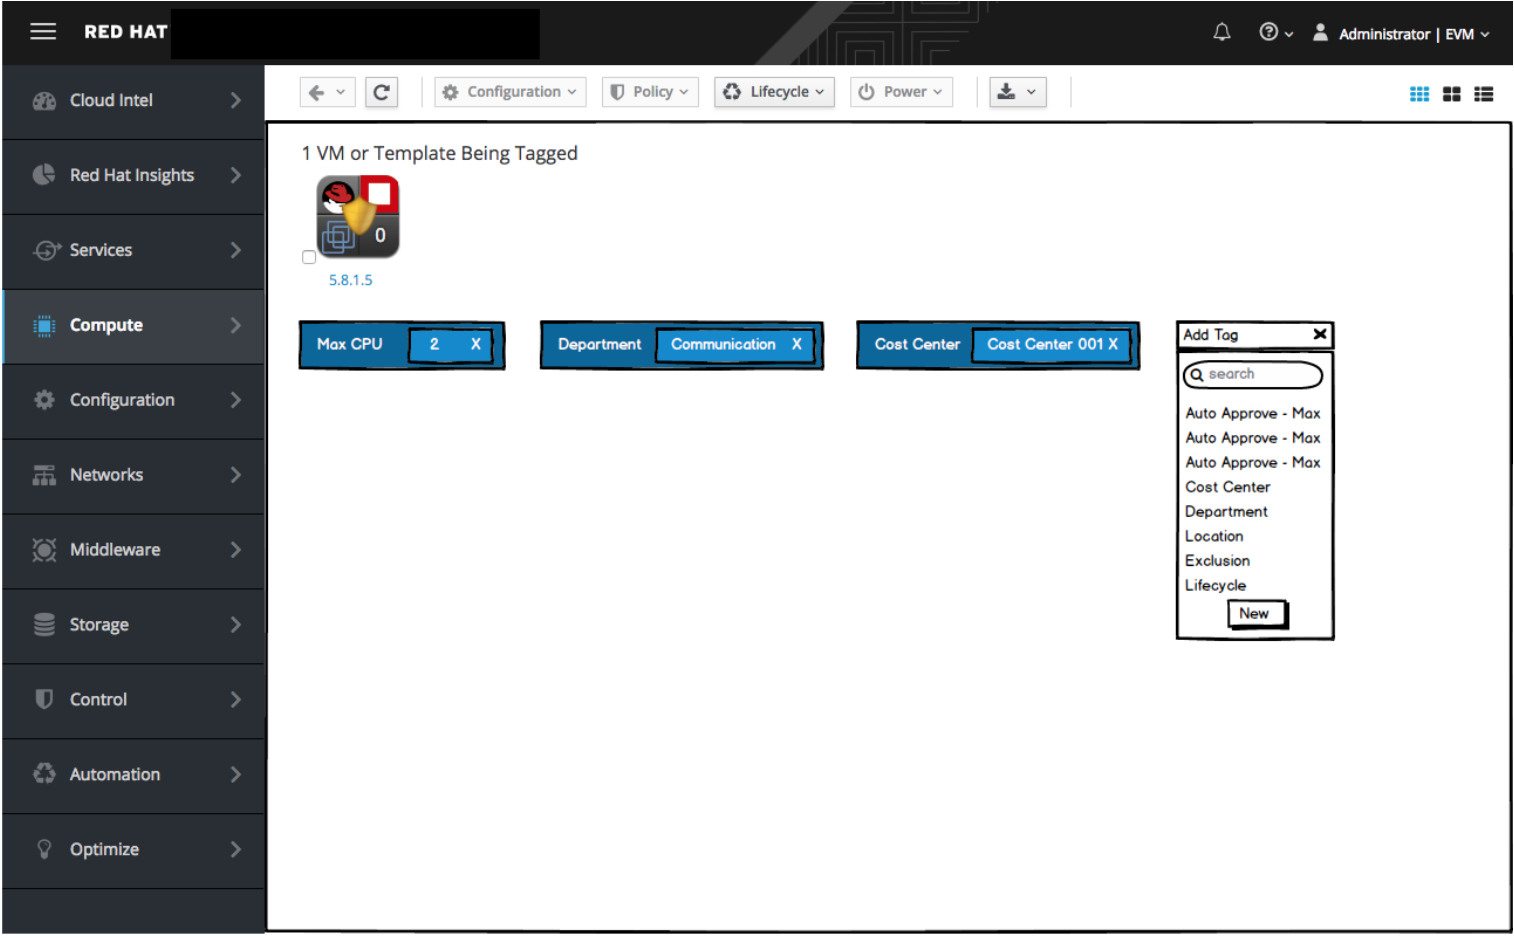 RED HAT
Administrator | EVM
Cloud Intel
Red Hat Insights
Services
Compute
Configuration
Networks
Middleware
Storage
Control
Automation
Optimize
Configuration
Policy
Lifecycle
Power
1 VM or Template Being Tagged
0
5.8.1.5
Max CPU 2 X
Department Communication X
Cost Center Cost Center 001 X
Add Tag X
search
Auto Approve - Max
Auto Approve - Max
Auto Approve - Max
Cost Center
Department
Location
Exclusion
Lifecycle
New